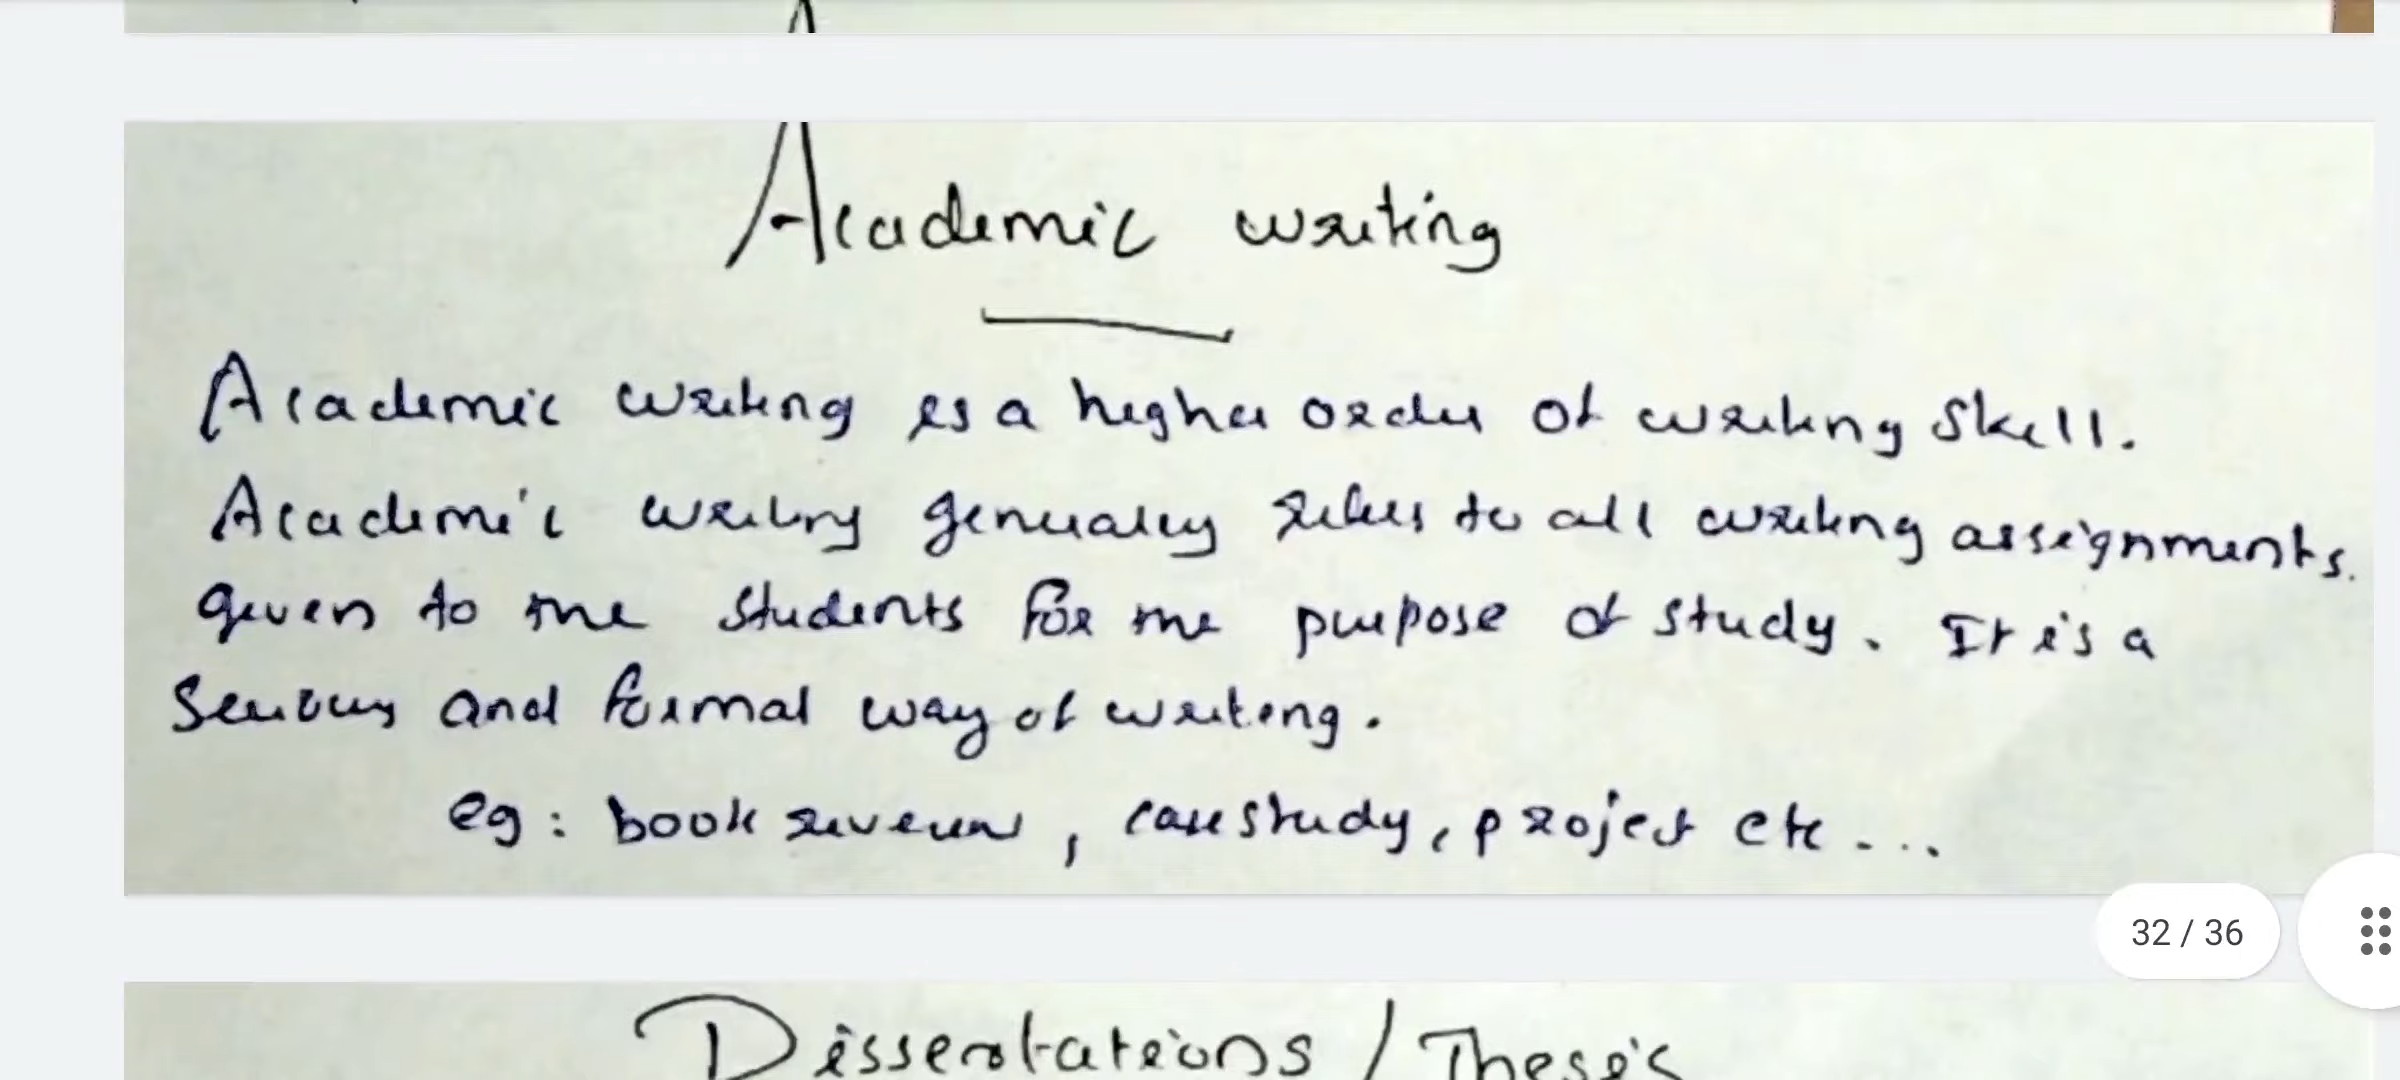 Academic writing
Academic writing is a higher order of writing skill.
Academic writing generally refers to all writing assignments.
given to the students for the purpose of study. It is a
serious and formal way of writing.
eg: book review, case study, project etc....
32 / 36
Dissertations / Thesis